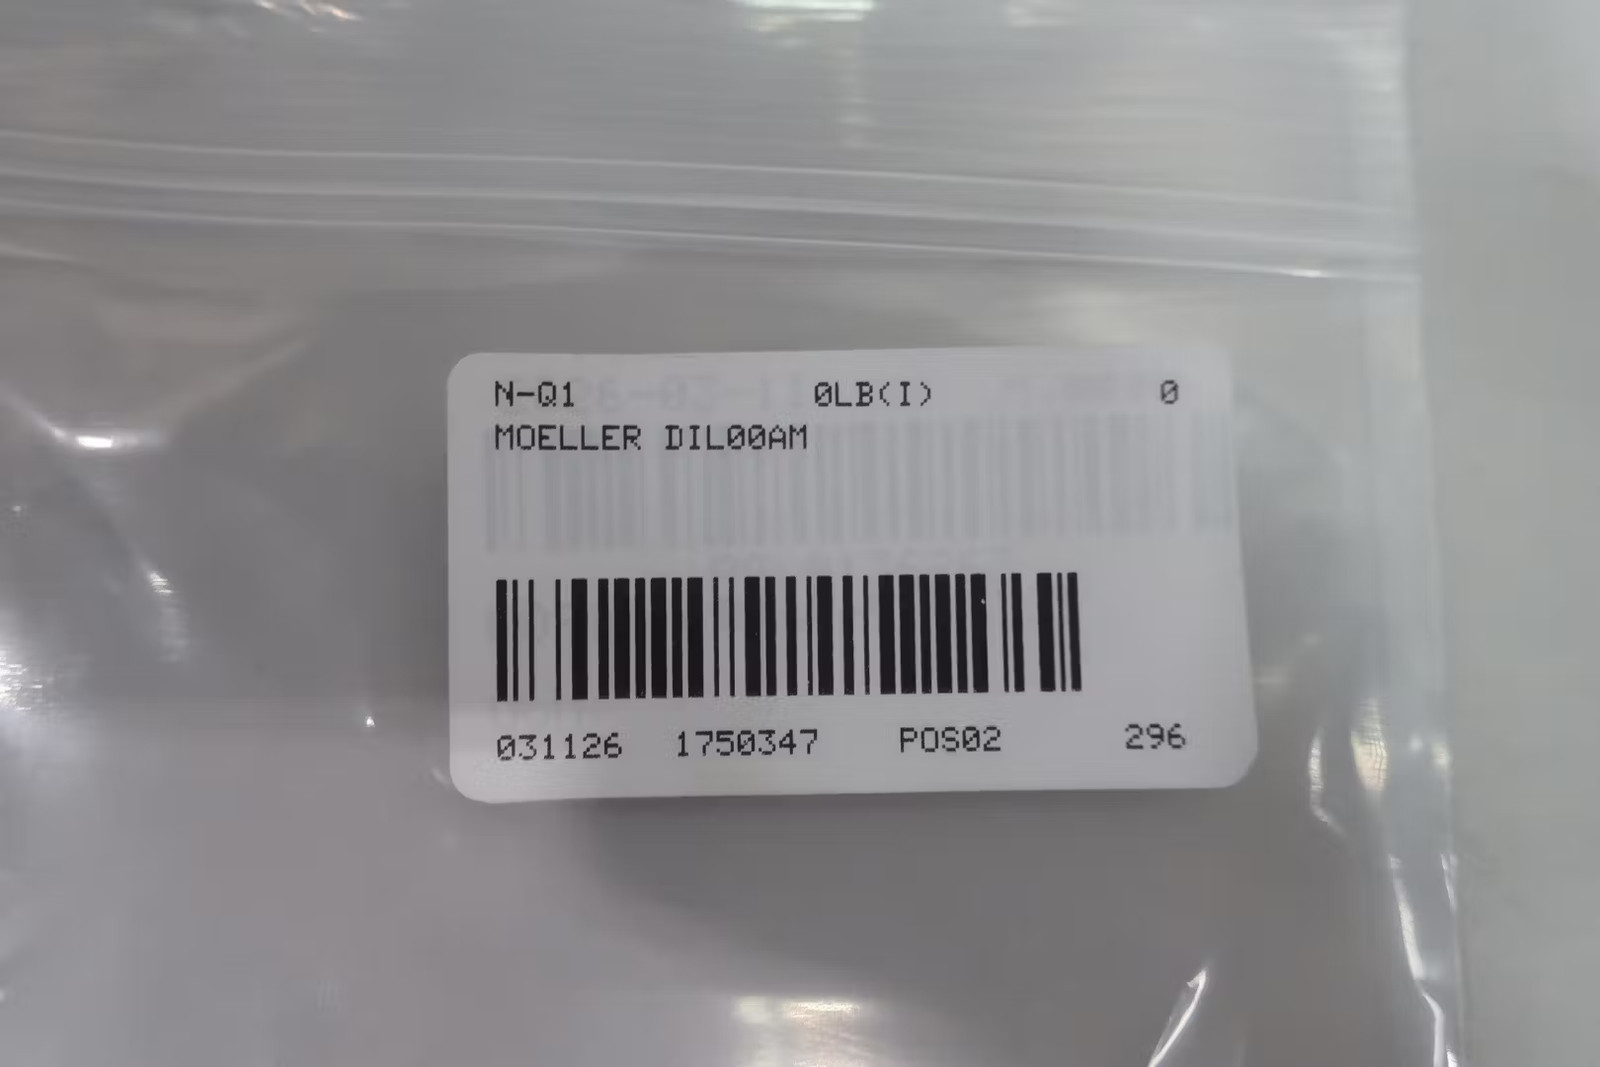 N-Q1 0LB(I) 0
MOELLER DIL00AM
031126 1750347 POS02 296